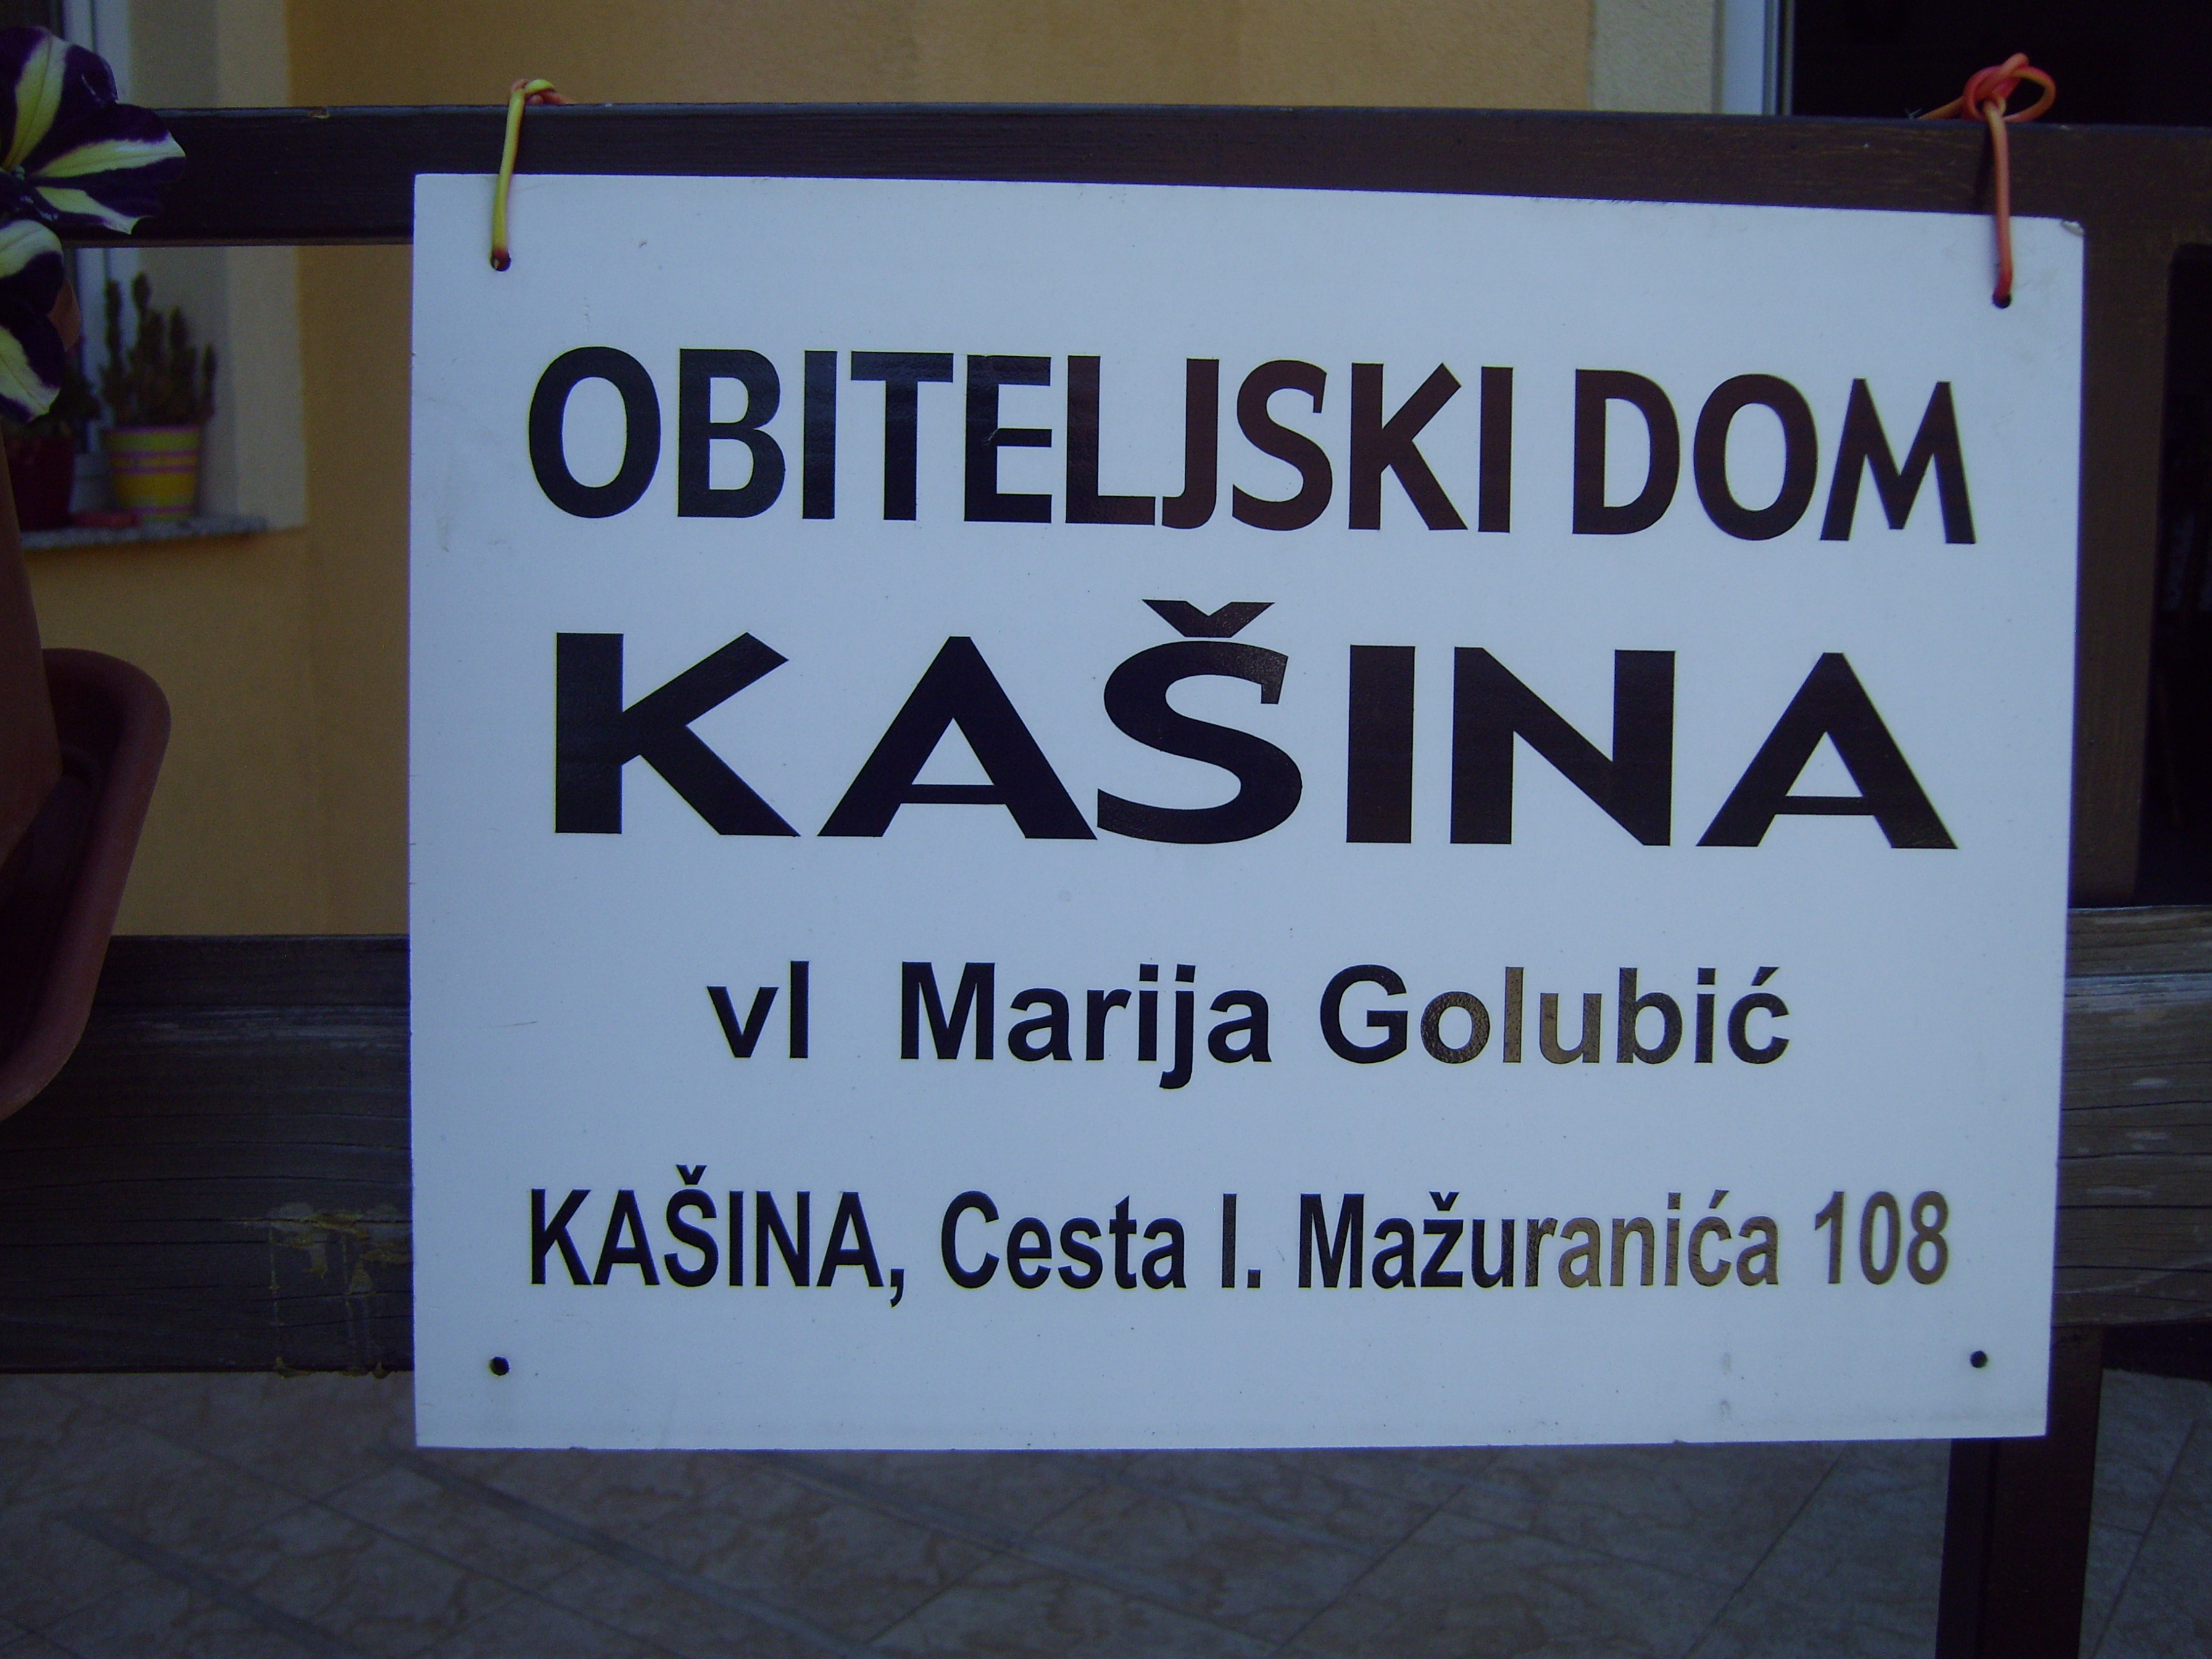 OBITELJSKI DOM
KAŠINA
vl Marija Golubić
KAŠINA, Cesta I. Mažuranića 108